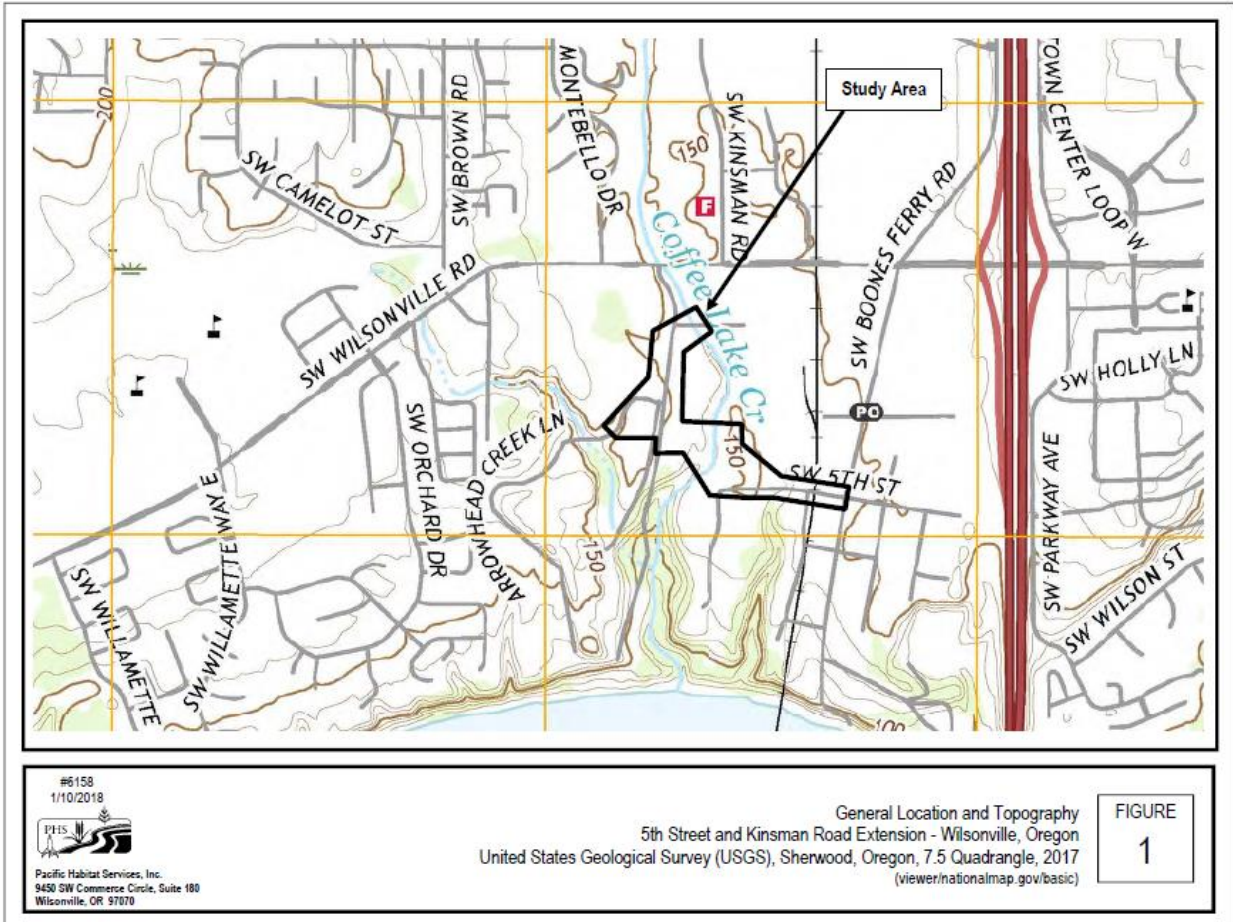 Study Area
200
MONTEBELLO DR
SW BROWN RD
150
SW KINSMAN RD
TOWN CENTER LOOP W
SW CAMELOT ST
F
SW BOONES FERRY RD
Coffee Lake Cr
SW WILSONVILLE RD
SW HOLLY LN
PO
SW ORCHARD DR
ARROWHEAD CREEK LN
150
SW 5TH ST
SW WILLAMETTE WAY E
SW PARKWAY AVE
150
SW WILSON ST
SW WILLAMETTE
100
#6158
1/10/2018
PHS
Pacific Habitat Services, Inc.
9450 SW Commerce Circle, Suite 180
Wilsonville, OR 97070
General Location and Topography
5th Street and Kinsman Road Extension - Wilsonville, Oregon
United States Geological Survey (USGS), Sherwood, Oregon, 7.5 Quadrangle, 2017
(viewer/nationalmap.gov/basic)
FIGURE
1